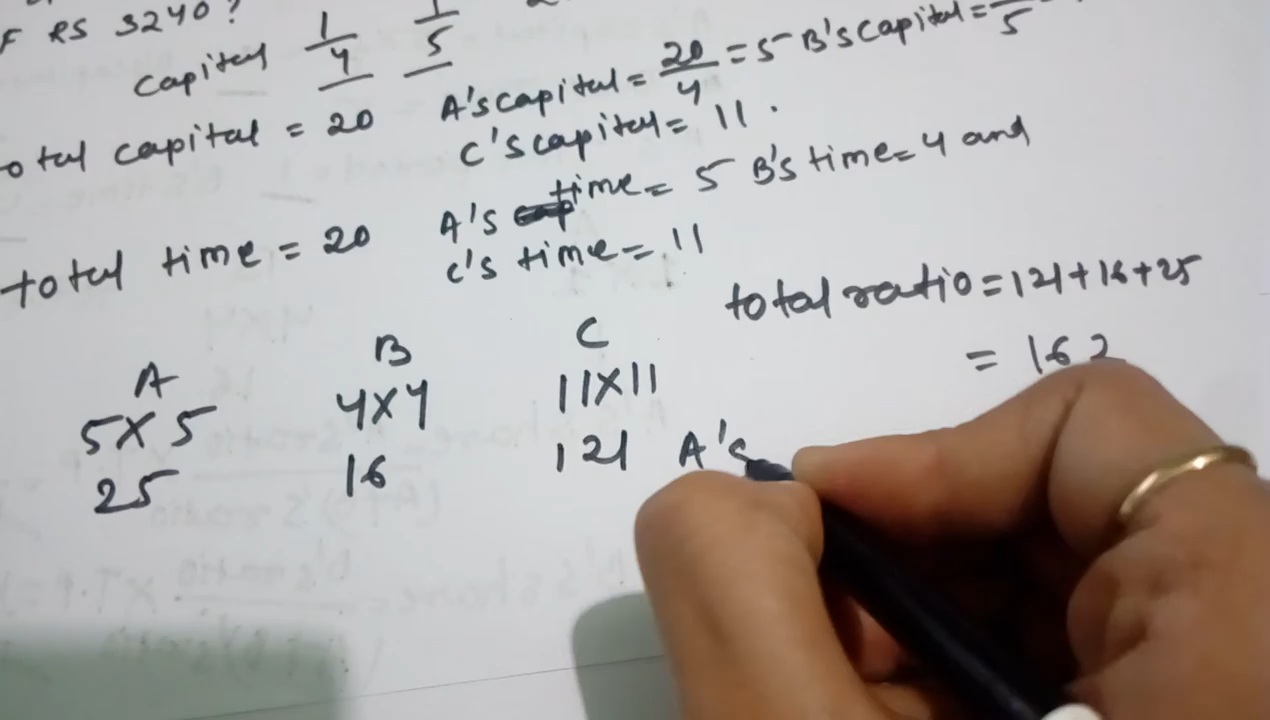 F RS 3240?
capital 1/4 1/5
otal capital = 20 A's capital = 20/4 = 5 B's capital = /5
C's capital = 11.
total time = 20 A's time = 5 B's time = 4 and
C's time = 11
total ratio = 121+16+25
= 162
A B C
5×5 4×4 11×11
25 16 121 A's